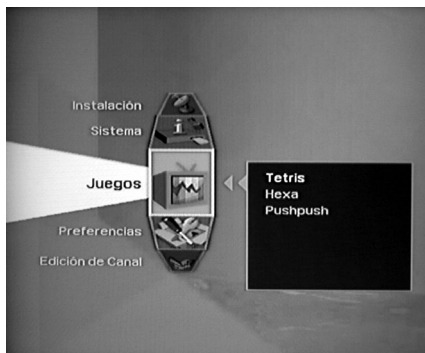 Instalación
Sistema
Juegos
Preferencias
Edición de Canal
Tetris
Hexa
Pushpush